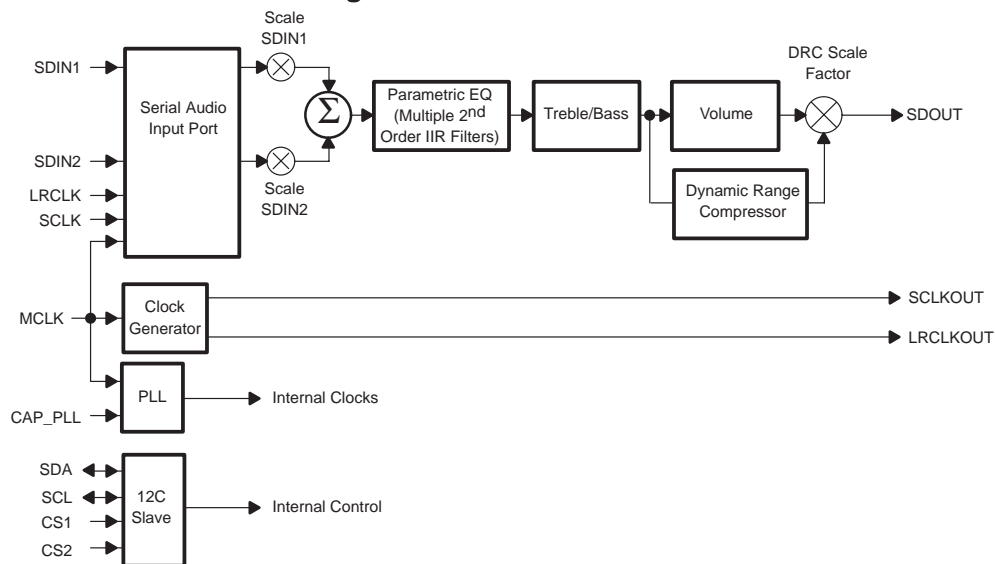 Scale
SDIN1
DRC Scale
Factor
SDIN1
Serial Audio
Input Port
Σ
Parametric EQ
(Multiple 2nd
Order IIR Filters)
Treble/Bass
Volume
SDOUT
SDIN2
Scale
SDIN2
LRCLK
SCLK
Dynamic Range
Compressor
MCLK
Clock
Generator
SCLKOUT
LRCLKOUT
PLL
Internal Clocks
CAP_PLL
SDA
SCL
CS1
CS2
12C
Slave
Internal Control